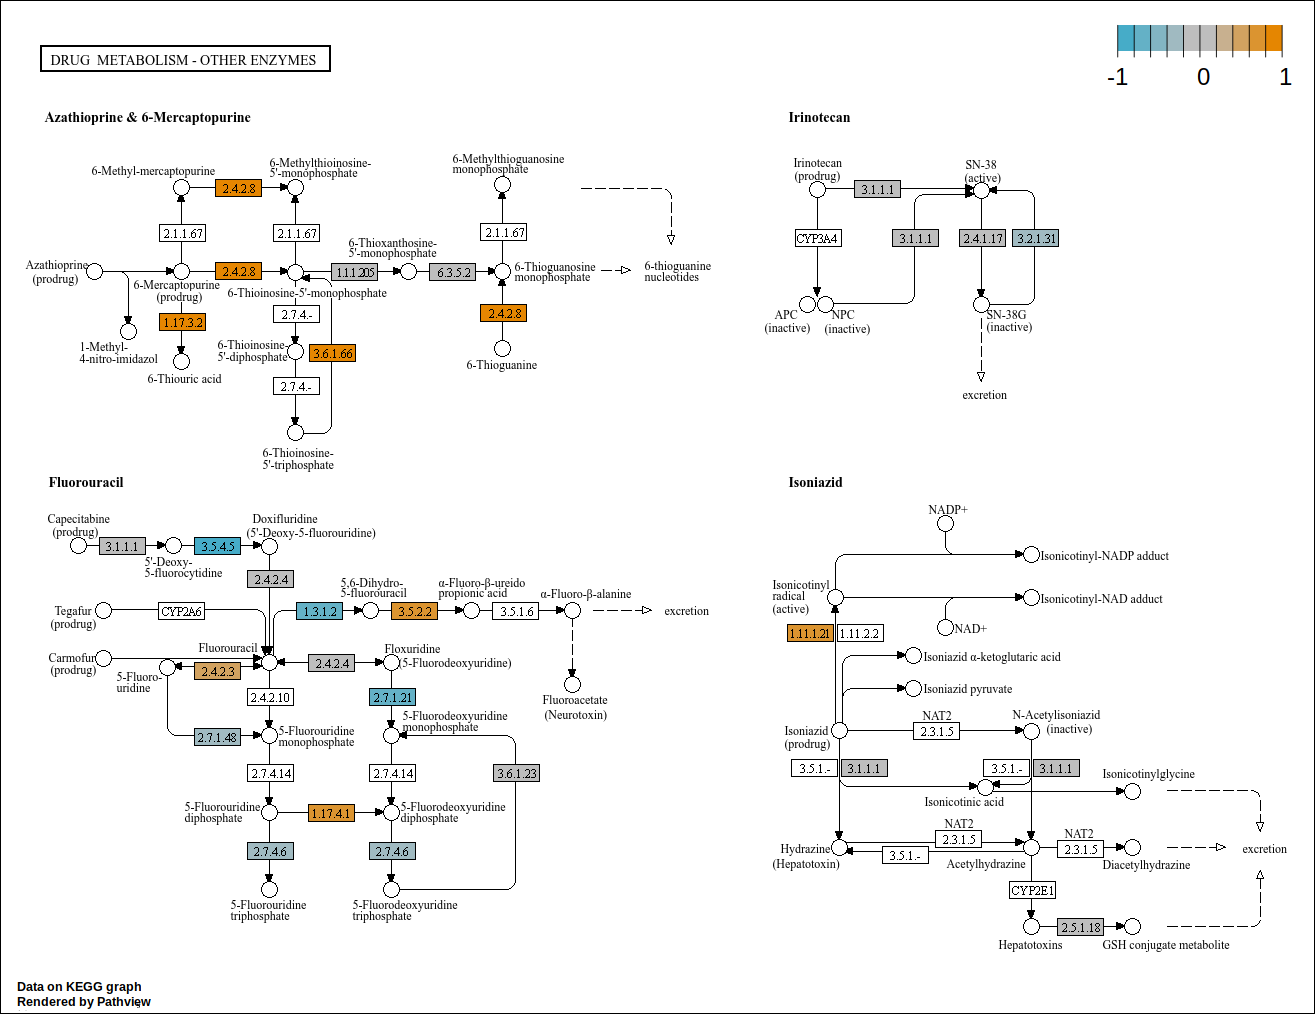 DRUG METABOLISM - OTHER ENZYMES
-1 0 1
Azathioprine & 6-Mercaptopurine
6-Methyl-mercaptopurine
2.4.2.8
6-Methylthioinosine-
5'-monophosphate
6-Methylthioguanosine
monophosphate
2.1.1.67
2.1.1.67
2.1.1.67
6-Thioxanthosine-
5'-monophosphate
Azathioprine
(prodrug)
2.4.2.8
1.1.1.205
6.3.5.2
6-Thioguanosine
monophosphate
6-thioguanine
nucleotides
6-Mercaptopurine
(prodrug)
6-Thioinosine-5'-monophosphate
1.17.3.2
2.7.4.-
2.4.2.8
1-Methyl-
4-nitro-imidazol
6-Thioinosine-
5'-diphosphate
3.6.1.66
6-Thioguanine
6-Thiouric acid
2.7.4.-
6-Thioinosine-
5'-triphosphate
Irinotecan
Irinotecan
(prodrug)
3.1.1.1
SN-38
(active)
CYP3A4
3.1.1.1
2.4.1.17
3.2.1.31
APC
(inactive)
NPC
(inactive)
SN-38G
(inactive)
excretion
Fluorouracil
Capecitabine
(prodrug)
3.1.1.1
5'-Deoxy-
5-fluorocytidine
3.5.4.5
Doxifluridine
(5'-Deoxy-5-fluorouridine)
2.4.2.4
5,6-Dihydro-
5-fluorouracil
α-Fluoro-β-ureido
propionic acid
α-Fluoro-β-alanine
Tegafur
(prodrug)
CYP2A6
1.3.1.2
3.5.2.2
3.5.1.6
excretion
Carmofur
(prodrug)
Fluorouracil
Floxuridine
(5-Fluorodeoxyuridine)
5-Fluoro-
uridine
2.4.2.3
2.4.2.4
2.4.2.10
2.7.1.21
Fluoroacetate
(Neurotoxin)
2.7.1.48
5-Fluorouridine
monophosphate
5-Fluorodeoxyuridine
monophosphate
2.7.4.14
2.7.4.14
3.6.1.23
5-Fluorouridine
diphosphate
1.17.4.1
5-Fluorodeoxyuridine
diphosphate
2.7.4.6
2.7.4.6
5-Fluorouridine
triphosphate
5-Fluorodeoxyuridine
triphosphate
Isoniazid
NADP+
Isonicotinyl-NADP adduct
Isonicotinyl
radical
(active)
Isonicotinyl-NAD adduct
NAD+
1.11.1.21
1.11.2.2
Isoniazid α-ketoglutaric acid
Isoniazid pyruvate
Isoniazid
(prodrug)
NAT2
2.3.1.5
N-Acetylisoniazid
(inactive)
3.5.1.-
3.1.1.1
3.5.1.-
3.1.1.1
Isonicotinylglycine
Isonicotinic acid
Hydrazine
(Hepatotoxin)
NAT2
2.3.1.5
3.5.1.-
Acetylhydrazine
NAT2
2.3.1.5
Diacetylhydrazine
excretion
CYP2E1
Hepatotoxins
2.5.1.18
GSH conjugate metabolite
Data on KEGG graph
Rendered by Pathview